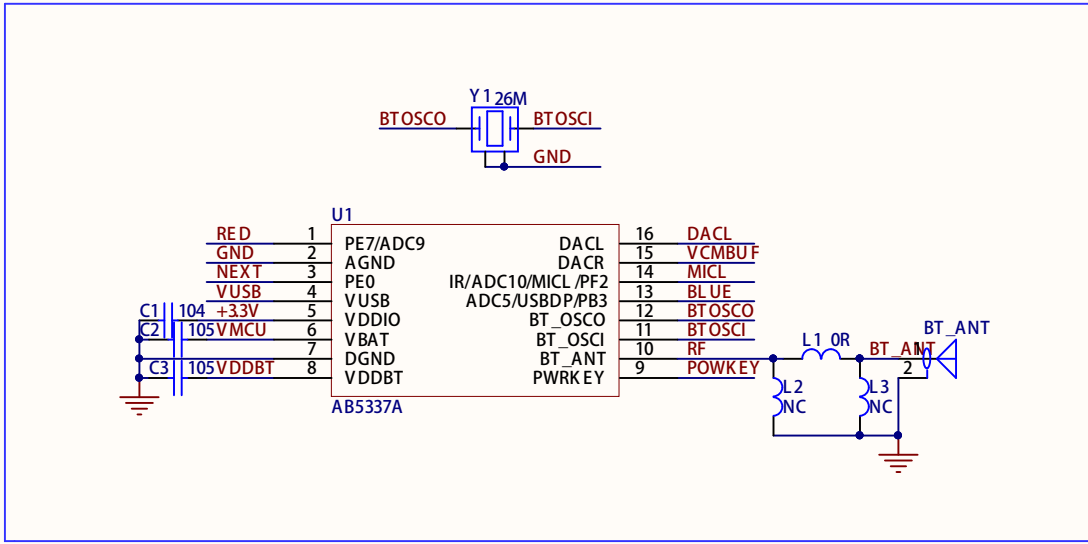 Y1 26M
BTOSCO BTOSCI
GND
U1
RED 1 PE7/ADC9 DACL 16 DACL
GND 2 AGND DACR 15 VCMBUF
NEXT 3 PE0 IR/ADC10/MICL/PF2 14 MICL
VUSB 4 VUSB ADC5/USBDP/PB3 13 BLUE
C1 104 +3.3V 5 VDDIO BT_OSCO 12 BTOSCO
C2 105 VMCU 6 VBAT BT_OSCI 11 BTOSCI
7 DGND BT_ANT 10 RF
C3 105 VDDBT 8 VDDBT PWRKEY 9 POWKEY
AB5337A
L1 0R
BT_ANT
BT_ANT 1
2
L2 L3
NC NC